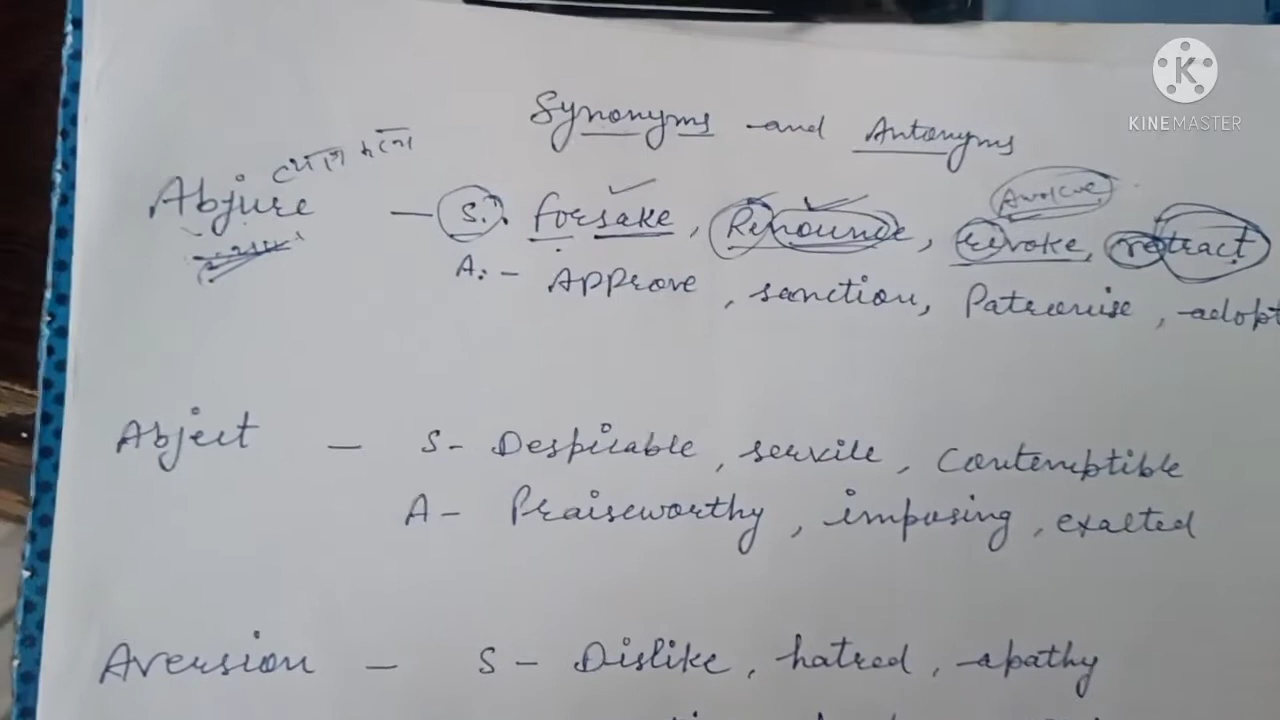 KINEMASTER
Synonyms and Antonyms
Abjure — S. Forsake, Renounce, revoke, retract
A:- Approve, sanction, Patronise, adopt
Abject — S- Despicable, servile, Contemptible
A- Praiseworthy, imposing, exalted
Aversion — S- Dislike, hatred, apathy